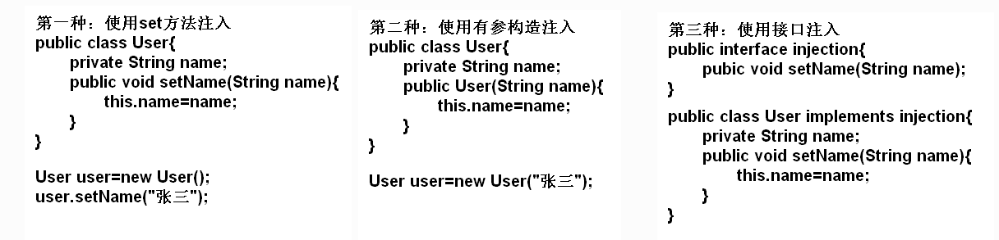 第一种：使用set方法注入
public class User{
private String name;
public void setName(String name){
this.name=name;
}
}
User user=new User();
user.setName("张三");
第二种：使用有参构造注入
public class User{
private String name;
public User(String name){
this.name=name;
}
}
User user=new User("张三");
第三种：使用接口注入
public interface injection{
pubic void setName(String name);
}
public class User implements injection{
private String name;
public void setName(String name){
this.name=name;
}
}